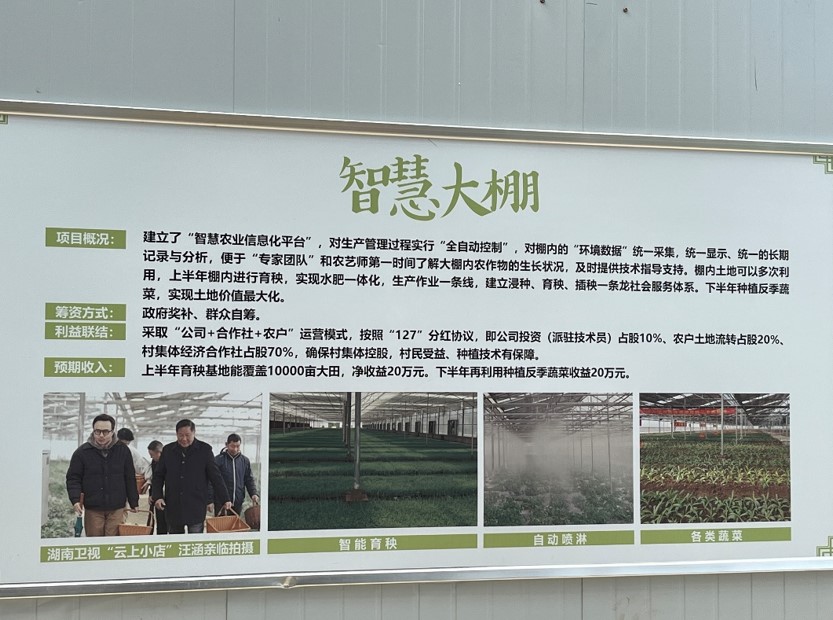 智慧大棚
项目概况：
建立了“智慧农业信息化平台”，对生产管理过程实行“全自动控制”，对棚内的“环境数据”统一采集，统一显示、统一的长期
记录与分析，便于“专家团队”和农艺师第一时间了解大棚内农作物的生长状况，及时提供技术指导支持。棚内土地可以多次利
用，上半年棚内进行育秧，实现水肥一体化，生产作业一条线，建立浸种、育秧、插秧一条龙社会服务体系。下半年种植反季蔬
菜，实现土地价值最大化。
筹资方式：
政府奖补、群众自筹。
利益联结：
采取“公司+合作社+农户”运营模式，按照“127”分红协议，即公司投资（派驻技术员）占股10%、农户土地流转占股20%、
村集体经济合作社占股70%，确保村集体控股，村民受益、种植技术有保障。
预期收入：
上半年育秧基地能覆盖10000亩大田，净收益20万元。下半年再利用种植反季蔬菜收益20万元。
湖南卫视“云上小店”汪涵亲临拍摄
智能育秧
自动喷淋
各类蔬菜